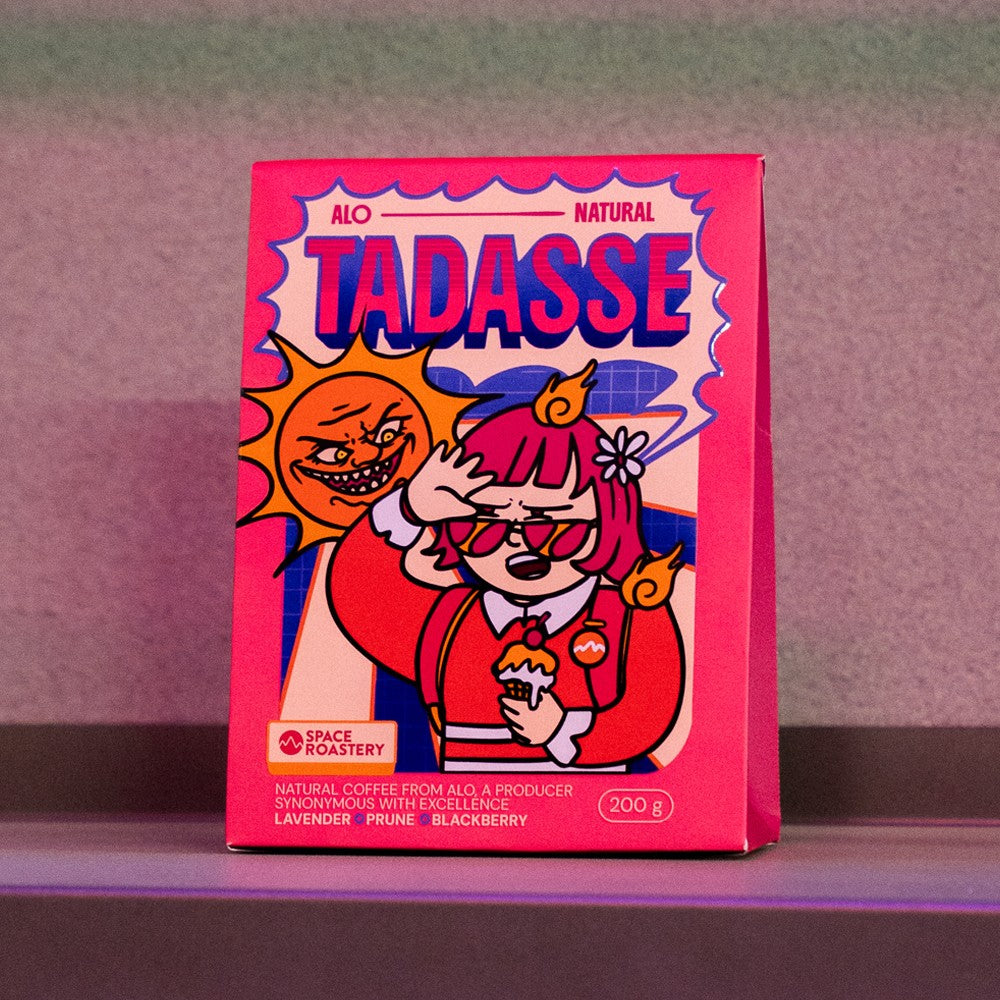 ALO NATURAL
TADASSE
SPACE
ROASTERY
NATURAL COFFEE FROM ALO, A PRODUCER
SYNONYMOUS WITH EXCELLENCE
LAVENDER PRUNE BLACKBERRY
200 g